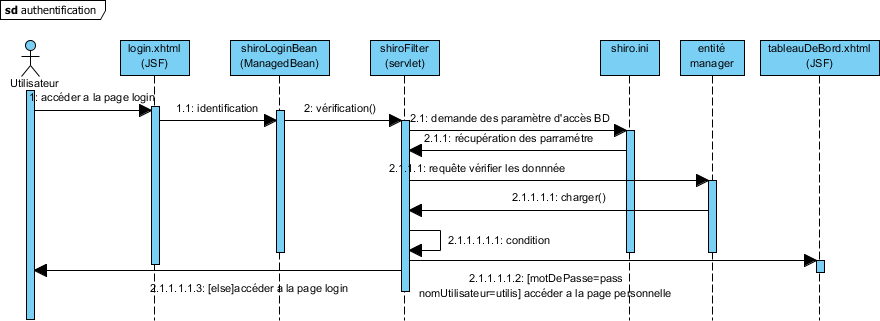 sd authentification
login.xhtml
(JSF)
shiroLoginBean
(ManagedBean)
shiroFilter
(servlet)
shiro.ini
entité
manager
tableauDeBord.xhtml
(JSF)
Utilisateur
1: accéder a la page login
1.1: identification
2: vérification()
2.1: demande des paramètre d'accès BD
2.1.1: récupération des parramétre
2.1.1.1: requête vérifier les donnnée
2.1.1.1.1: charger()
2.1.1.1.1.1: condition
2.1.1.1.1.2: [motDePasse=pass
nomUtilisateur=utilis] accéder a la page personnelle
2.1.1.1.1.3: [else]accéder a la page login